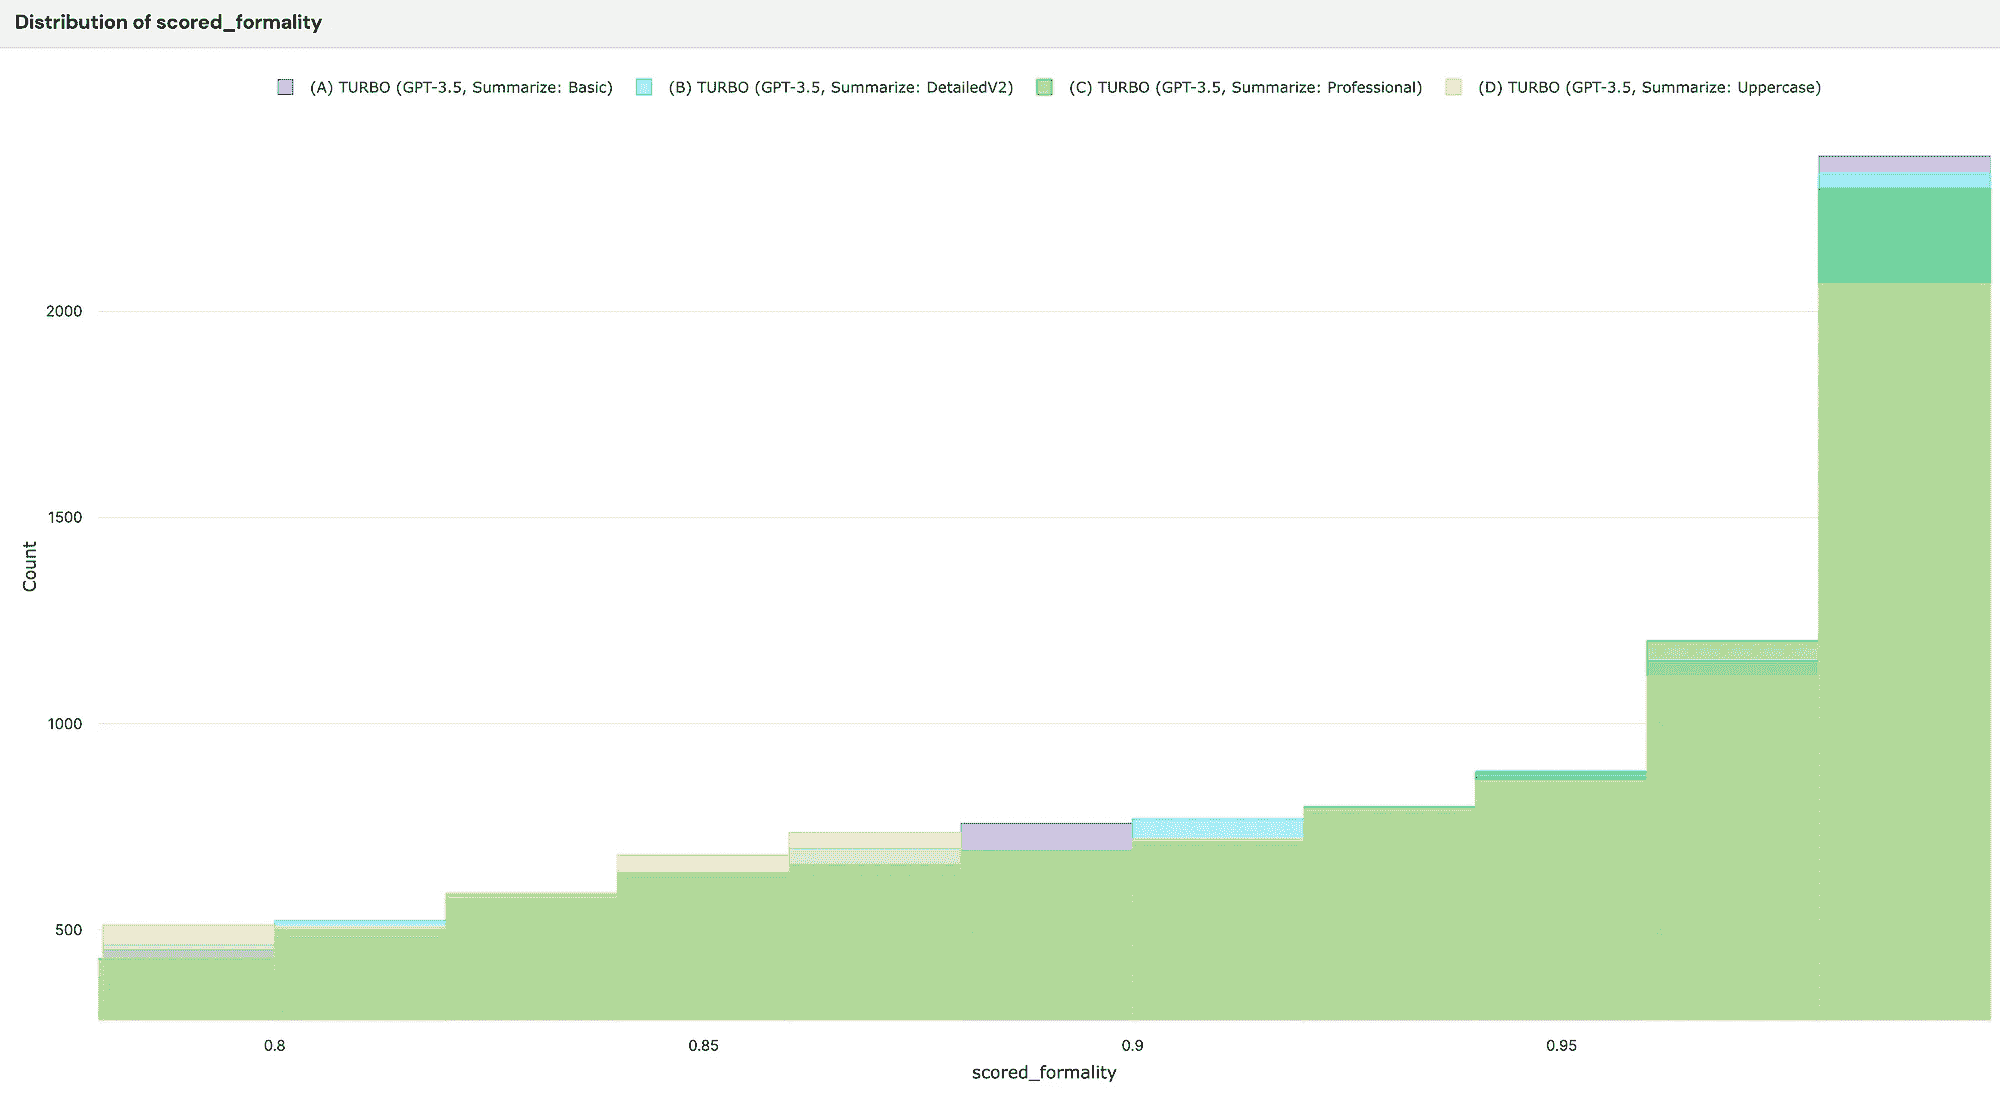 Distribution of scored_formality
(A) TURBO (GPT-3.5, Summarize: Basic) (B) TURBO (GPT-3.5, Summarize: DetailedV2) (C) TURBO (GPT-3.5, Summarize: Professional) (D) TURBO (GPT-3.5, Summarize: Uppercase)
2000
1500
1000
500
Count
0.8 0.85 0.9 0.95
scored_formality